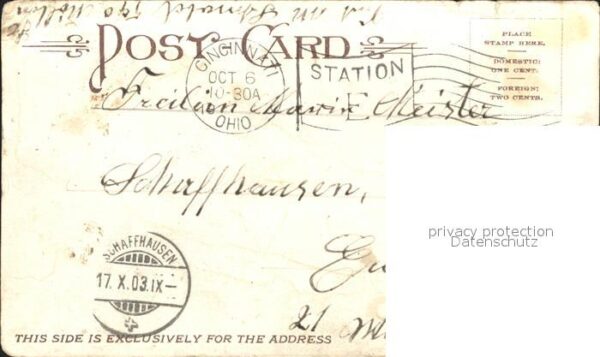 POST CARD
PLACE
STAMP HERE.
DOMESTIC:
ONE CENT.
FOREIGN:
TWO CENTS.
CINCINNATI
OCT 6
10-30A
OHIO
STATION
E
Freilein Marie Meister
Schaffhausen,
privacy protection
Datenschutz
SCHAFFHAUSEN
17. X. 03. IX–
21
THIS SIDE IS EXCLUSIVELY FOR THE ADDRESS